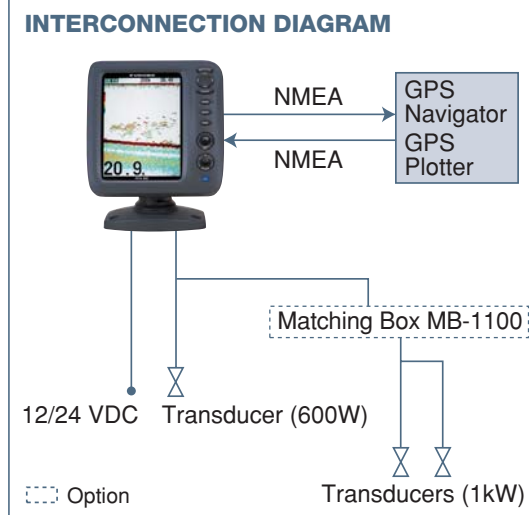 INTERCONNECTION DIAGRAM
FURUNO
20.9
NMEA
NMEA
GPS
Navigator
GPS
Plotter
Matching Box MB-1100
12/24 VDC
Transducer (600W)
Option
Transducers (1kW)